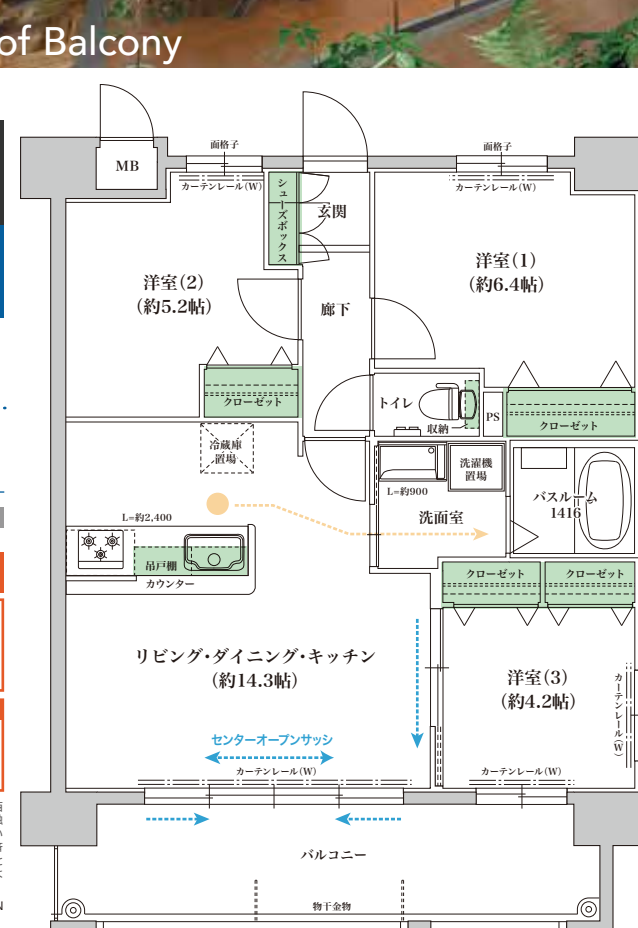 of Balcony
MB
面格子
カーテンレール(W)
シューズボックス
玄関
面格子
カーテンレール(W)
洋室(2)
(約5.2帖)
廊下
洋室(1)
(約6.4帖)
クローゼット
トイレ
収納
PS
クローゼット
冷蔵庫
置場
L=約900
洗濯機
置場
洗面室
バスルーム
1416
L=約2,400
吊戸棚
カウンター
クローゼット
クローゼット
リビング・ダイニング・キッチン
(約14.3帖)
洋室(3)
(約4.2帖)
カーテンレール(W)
センターオープンサッシ
カーテンレール(W)
カーテンレール(W)
バルコニー
物干金物